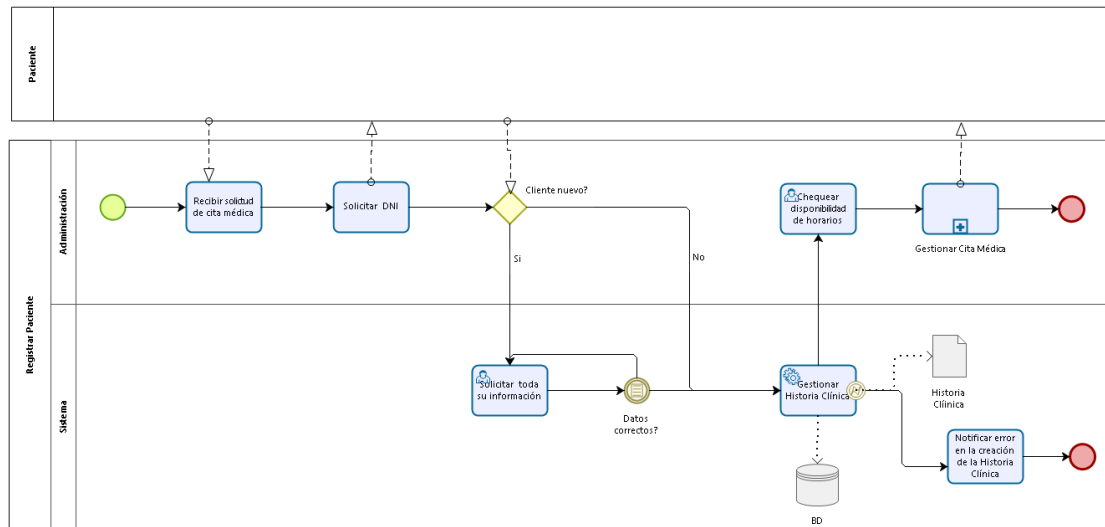 Paciente
Registrar Paciente
Administración
Recibir solicitud
de cita médica
Solicitar DNI
Cliente nuevo?
Si
No
Chequear
disponibilidad
de horarios
Gestionar Cita Médica
Sistema
Solicitar toda
su información
Datos
correctos?
Gestionar
Historia Clínica
Historia
Clíinica
BD
Notificar error
en la creación
de la Historia
Clínica